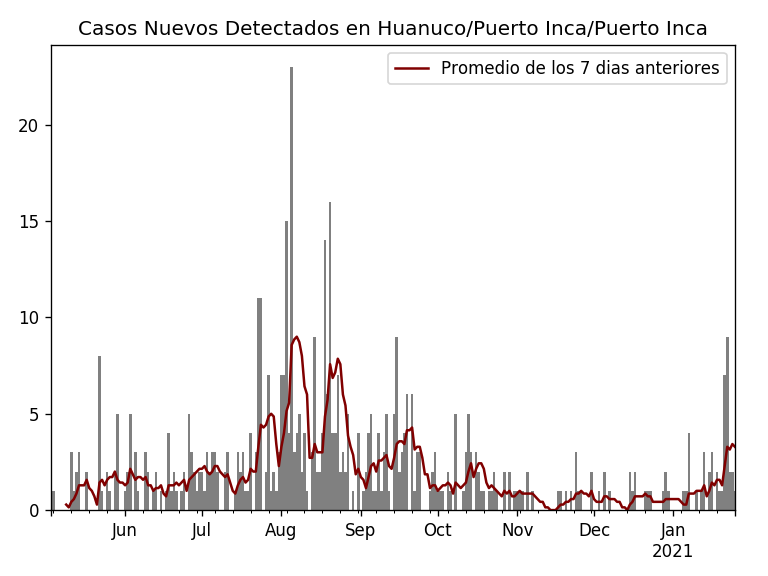 Casos Nuevos Detectados en Huanuco/Puerto Inca/Puerto Inca
Promedio de los 7 dias anteriores
20
15
10
5
0
Jun Jul Aug Sep Oct Nov Dec Jan
2021